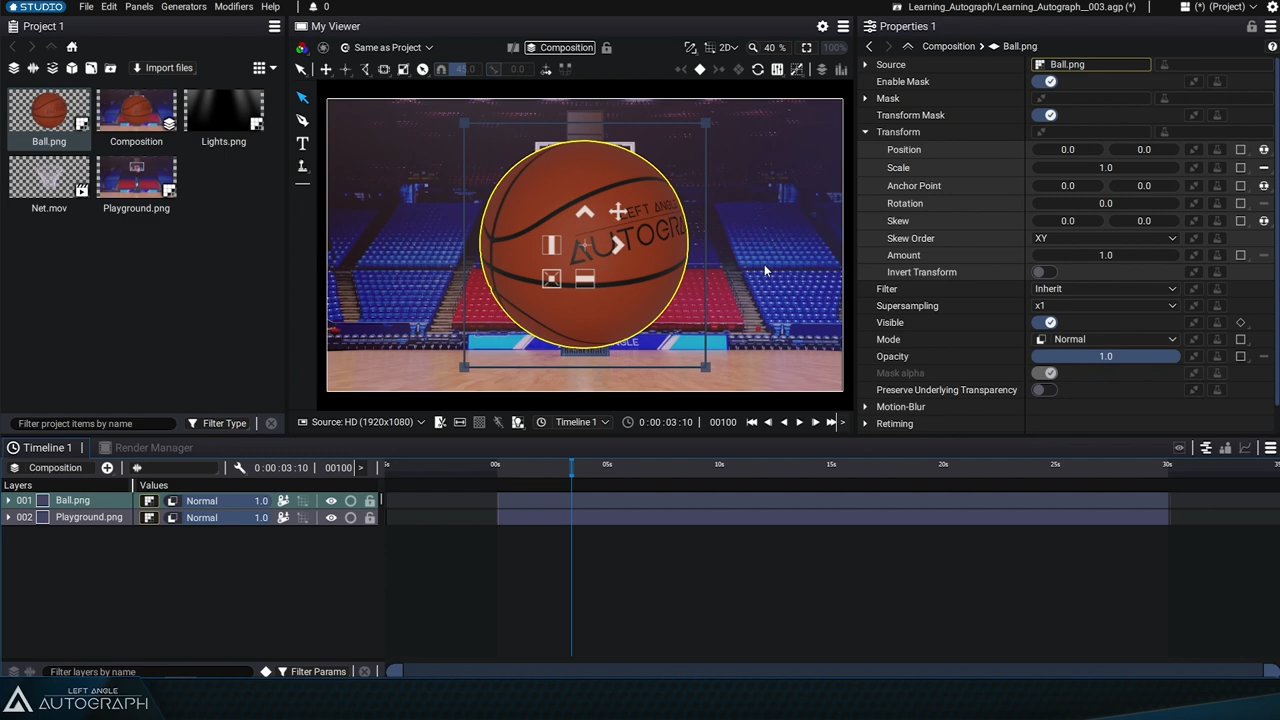 STUDIO File Edit Panels Generators Modifiers Help 0 Learning_Autograph/Learning_Autograph__003.agp (*) (*) (Project)
Project 1
My Viewer
Properties 1
Same as Project
Composition
2D
40 %
100%
Composition Ball.png
Import files
45.0
0.0
Ball.png
Composition
Lights.png
Net.mov
Playground.png
LEFT ANGLE
ANGLE
Source Ball.png
Enable Mask
Mask
Transform Mask
Transform
Position 0.0 0.0
Scale 1.0
Anchor Point 0.0 0.0
Rotation 0.0
Skew 0.0 0.0
Skew Order XY
Amount 1.0
Invert Transform
Filter Inherit
Supersampling x1
Visible
Mode Normal
Opacity 1.0
Mask alpha
Preserve Underlying Transparency
Motion-Blur
Retiming
Filter project items by name Filter Type
Source: HD (1920x1080) Timeline 1 0:00:03:10 00100
Timeline 1 Render Manager
Composition 0:00:03:10 00100 >
5s 00s 05s 10s 15s 20s 25s 30s
Layers Values
001 Ball.png Normal 1.0
002 Playground.png Normal 1.0
Filter layers by name Filter Params
LEFT ANGLE
AUTOGRAPH